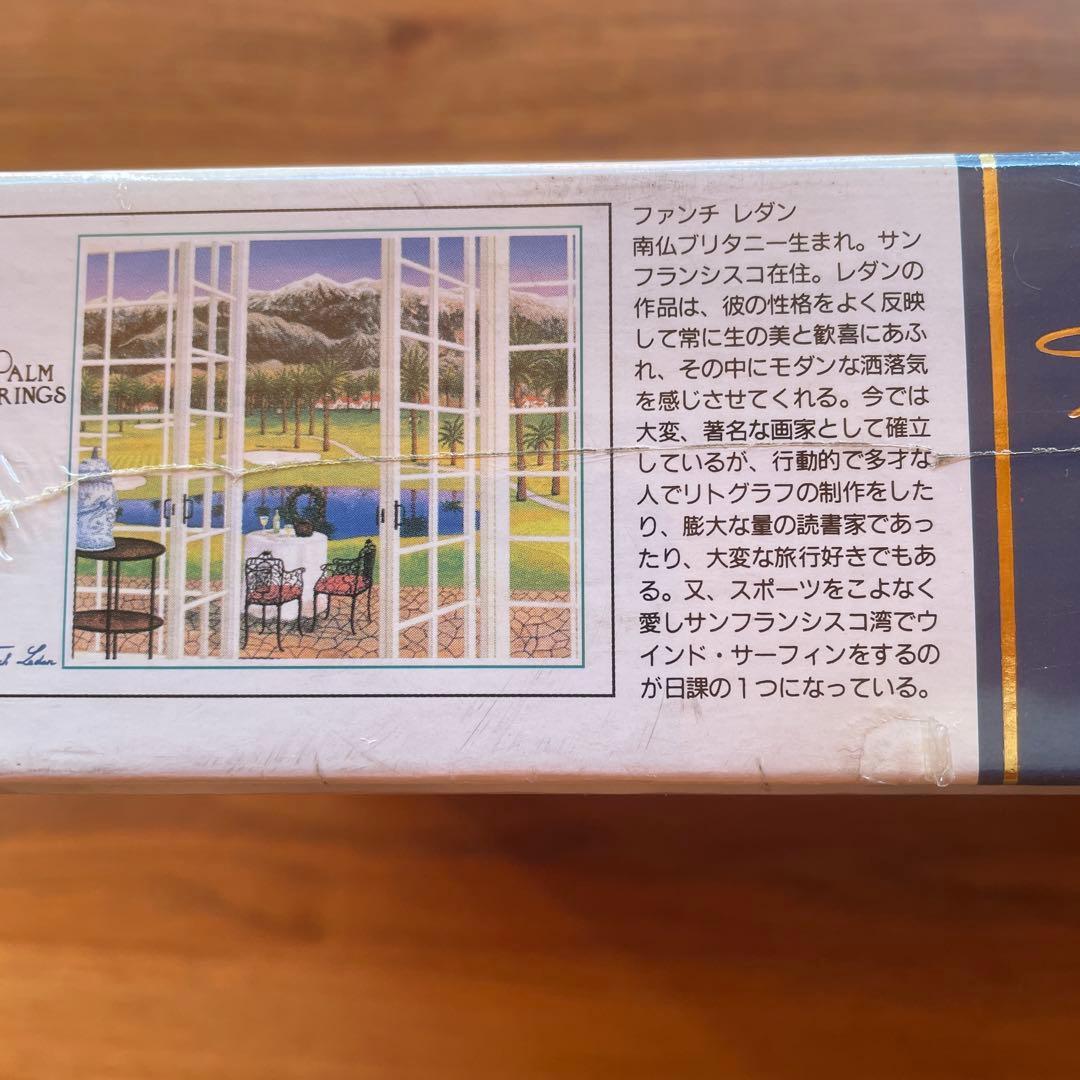 PALM
RINGS
Ledan
ファンチ レダン
南仏ブリタニー生まれ。サン
フランシスコ在住。レダンの
作品は、彼の性格をよく反映
して常に生の美と歓喜にあふ
れ、その中にモダンな洒落気
を感じさせてくれる。今では
大変、著名な画家として確立
しているが、行動的で多才な
人でリトグラフの制作をした
り、膨大な量の読書家であっ
たり、大変な旅行好きでもあ
る。又、スポーツをこよなく
愛しサンフランシスコ湾でウ
インド・サーフィンをするの
が日課の1つになっている。